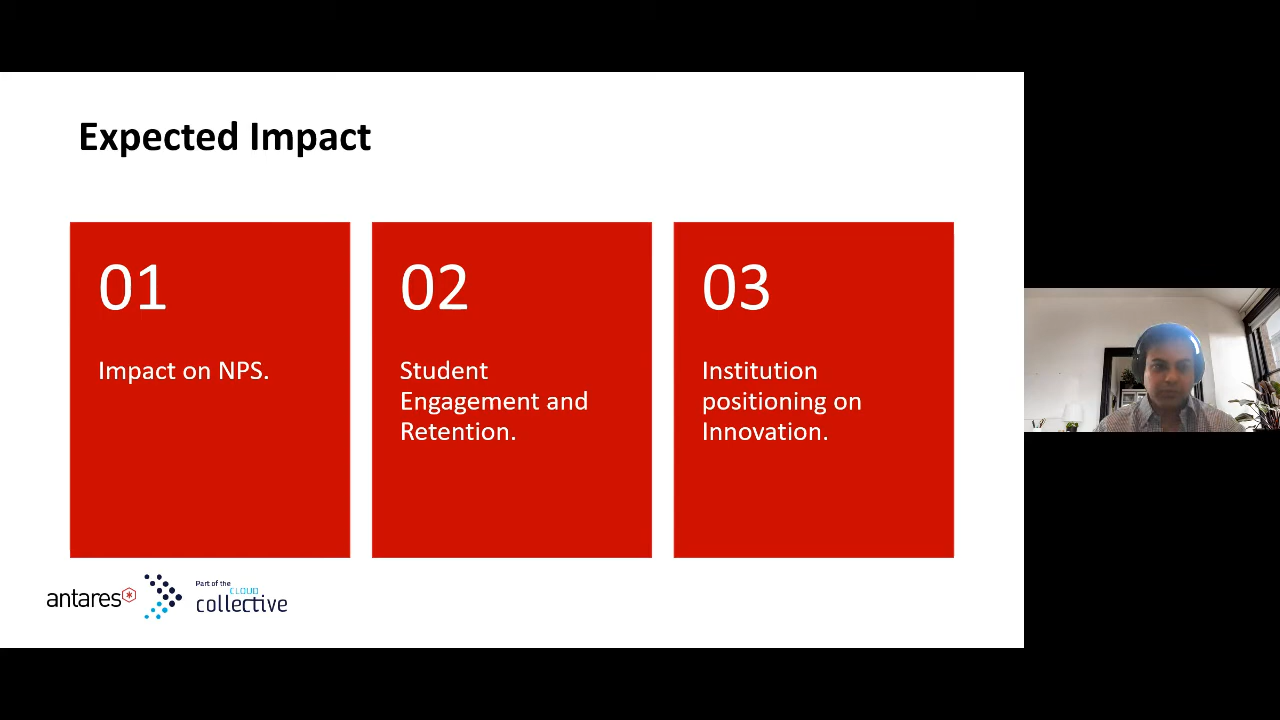 Expected Impact
01
Impact on NPS.
02
Student
Engagement and
Retention.
03
Institution
positioning on
Innovation.
antares
Part of the
CLOUD
collective